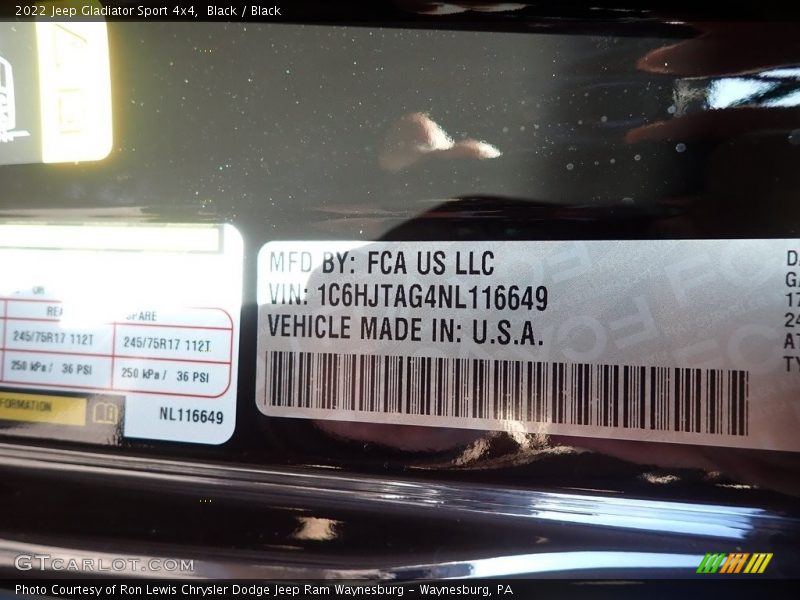 2022 Jeep Gladiator Sport 4x4, Black / Black
MFD BY: FCA US LLC
VIN: 1C6HJTAG4NL116649
VEHICLE MADE IN: U.S.A.
SPARE
245/75R17 112T 245/75R17 112T
250 kPa / 36 PSI 250 kPa / 36 PSI
NL116649
GTCARLOT.COM
Photo Courtesy of Ron Lewis Chrysler Dodge Jeep Ram Waynesburg - Waynesburg, PA